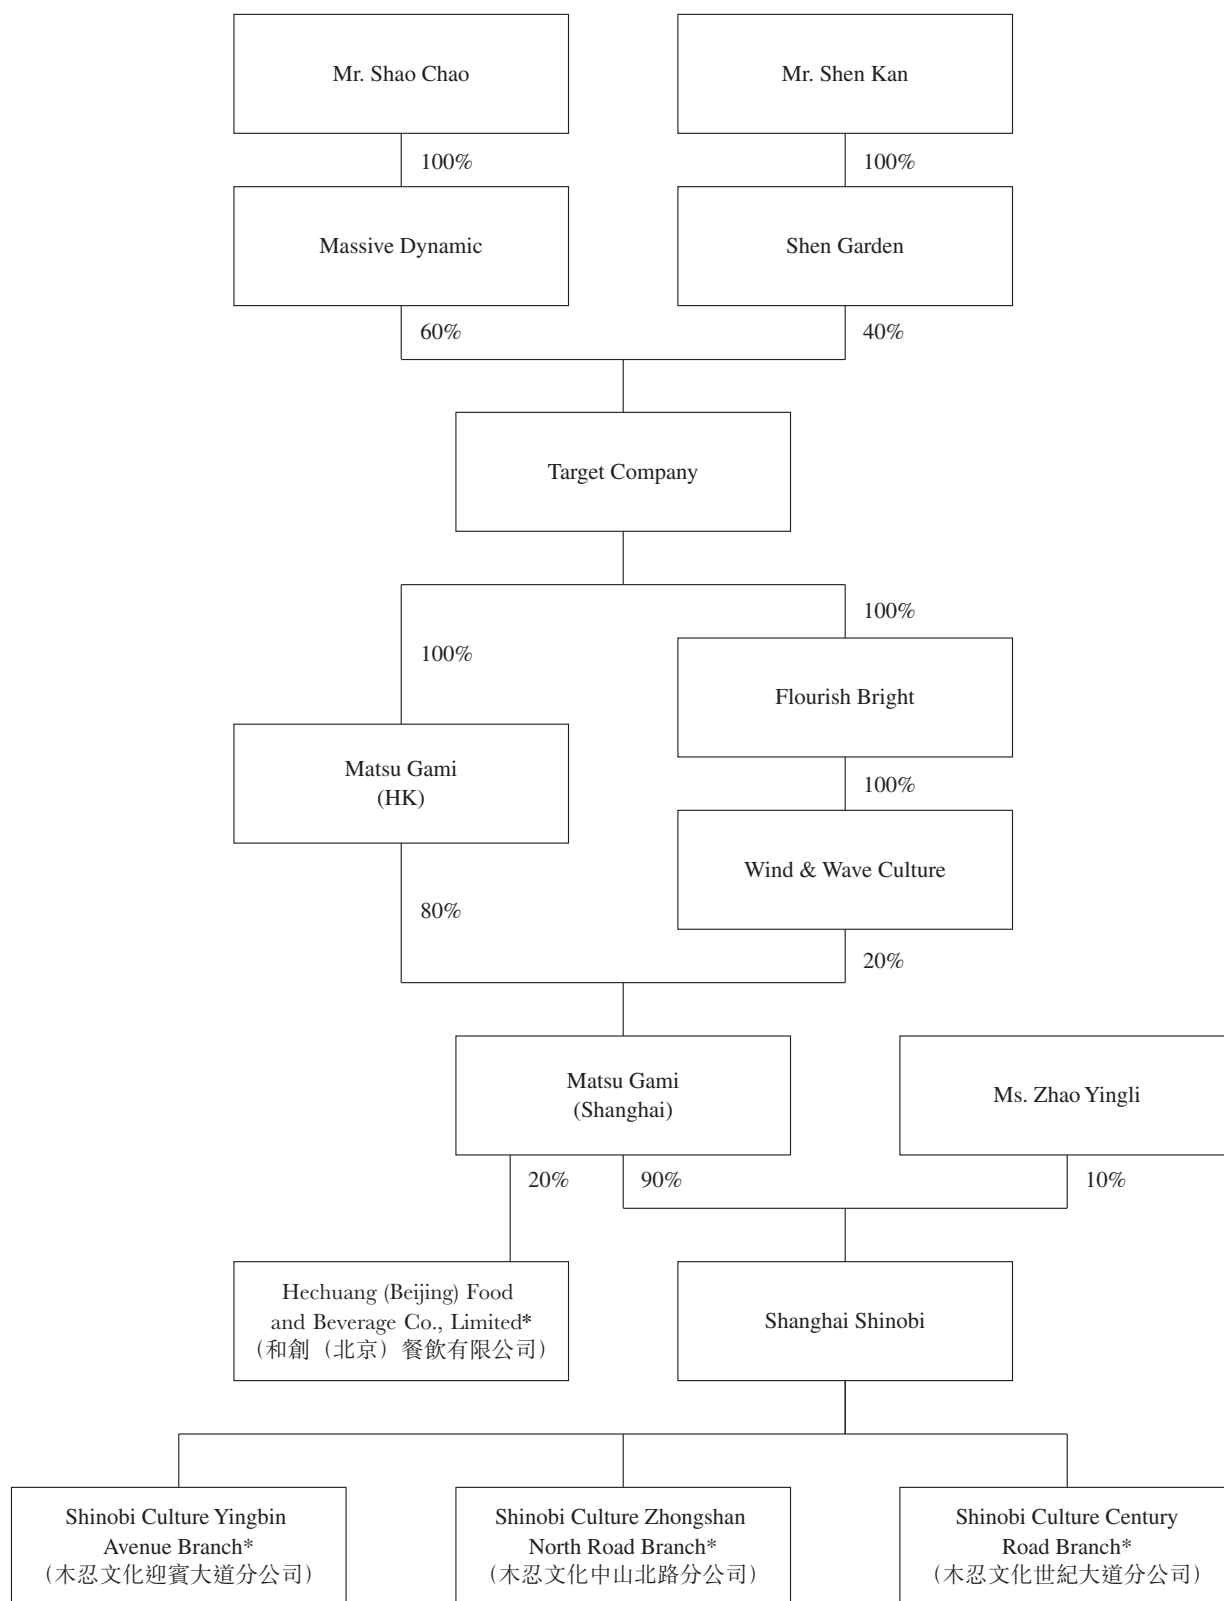 Mr. Shao Chao
Mr. Shen Kan
100%
100%
Massive Dynamic
Shen Garden
60%
40%
Target Company
100%
100%
Flourish Bright
Matsu Gami
(HK)
100%
Wind & Wave Culture
80%
20%
Matsu Gami
(Shanghai)
Ms. Zhao Yingli
20%
90%
10%
Hechuang (Beijing) Food
and Beverage Co., Limited*
（和創（北京）餐飲有限公司）
Shanghai Shinobi
Shinobi Culture Yingbin
Avenue Branch*
（木忍文化迎賓大道分公司）
Shinobi Culture Zhongshan
North Road Branch*
（木忍文化中山北路分公司）
Shinobi Culture Century
Road Branch*
（木忍文化世紀大道分公司）